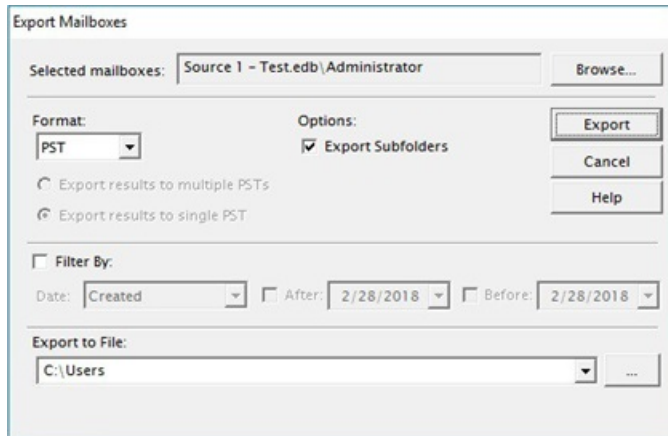 Export Mailboxes
Selected mailboxes: Source 1 - Test.edb\Administrator Browse...
Format: Options: Export
PST Export Subfolders
Cancel
Export results to multiple PSTs
Help
Export results to single PST
Filter By:
Date: Created After: 2/28/2018 Before: 2/28/2018
Export to File:
C:\Users ...